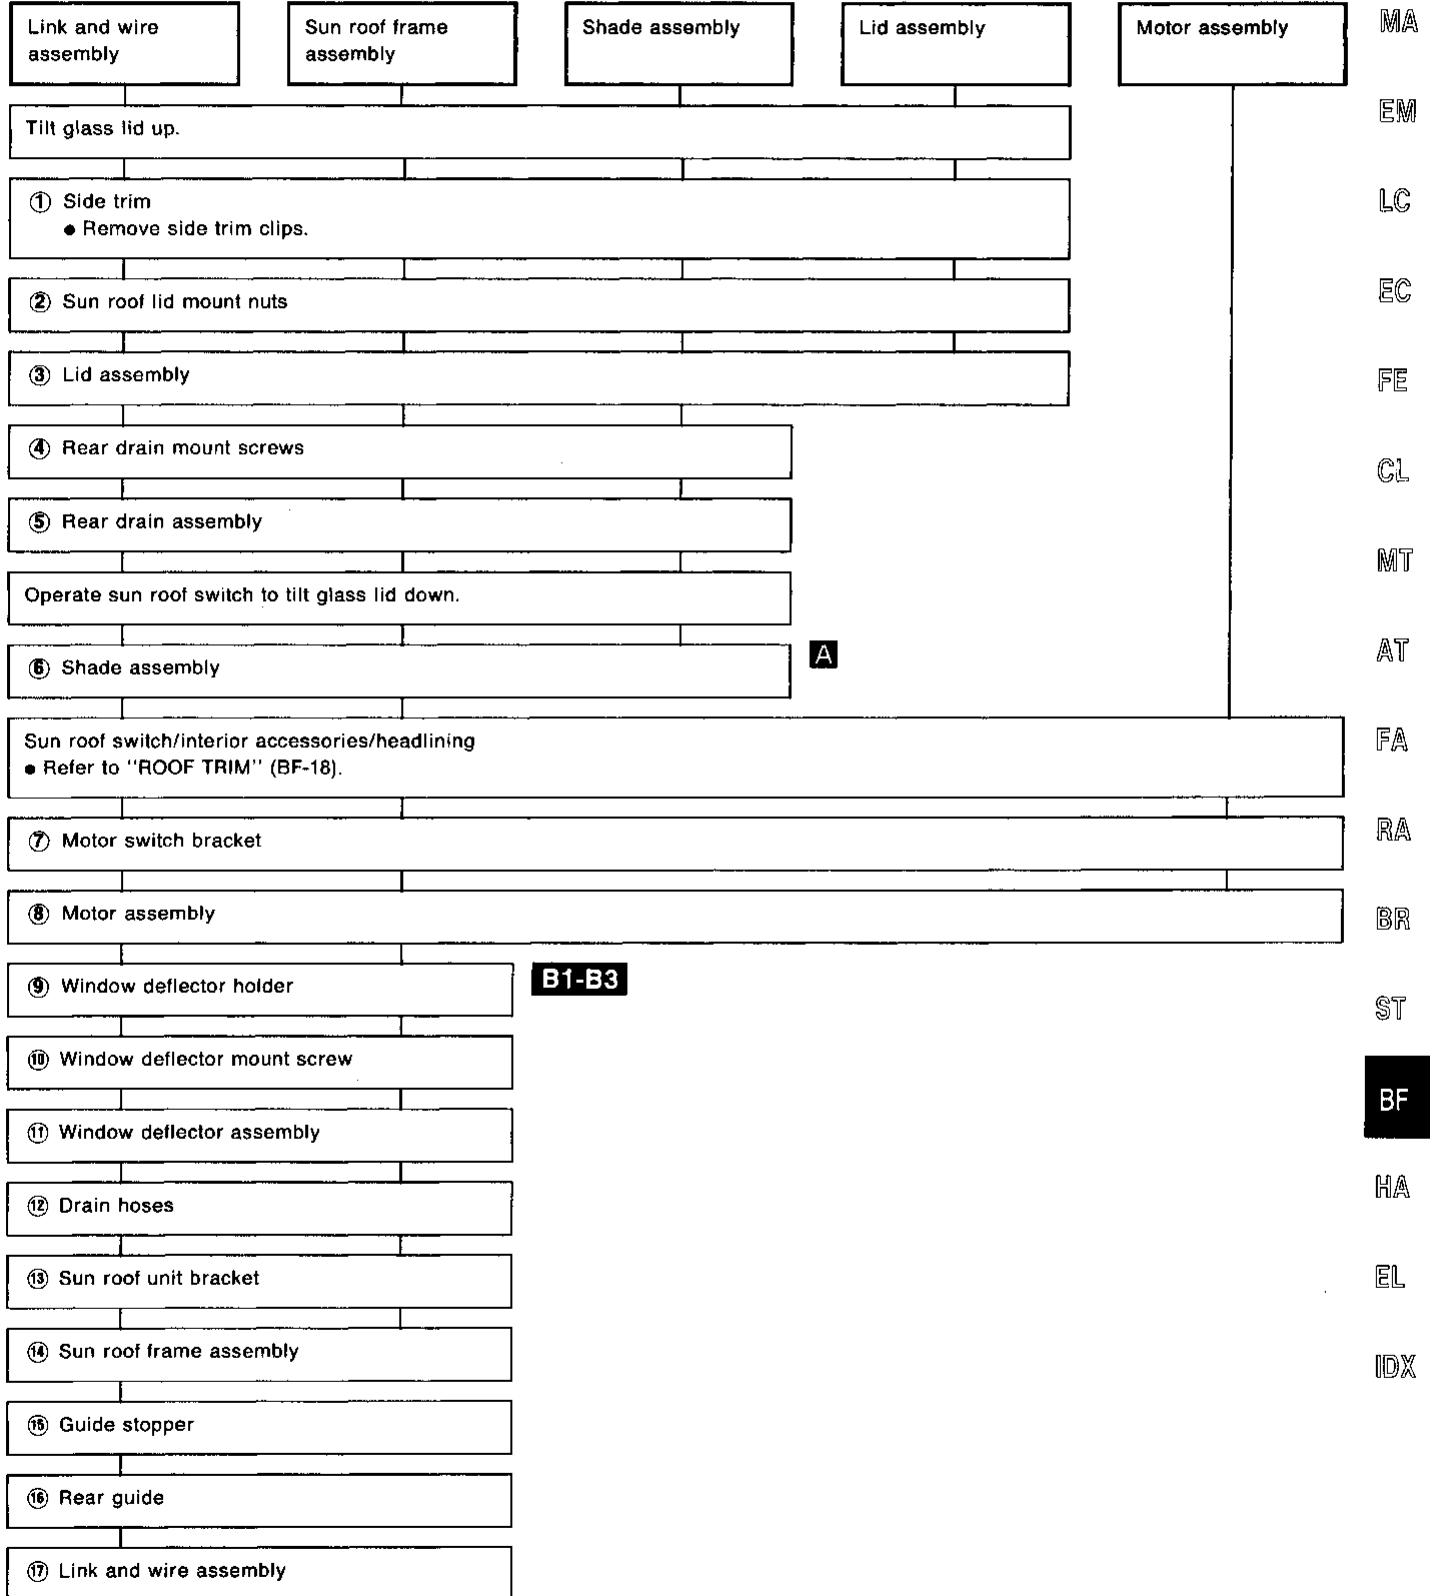 Link and wire
assembly
Sun roof frame
assembly
Shade assembly
Lid assembly
Motor assembly
Tilt glass lid up.
① Side trim
● Remove side trim clips.
② Sun roof lid mount nuts
③ Lid assembly
④ Rear drain mount screws
⑤ Rear drain assembly
Operate sun roof switch to tilt glass lid down.
⑥ Shade assembly
A
Sun roof switch/interior accessories/headlining
● Refer to "ROOF TRIM" (BF-18).
⑦ Motor switch bracket
⑧ Motor assembly
⑨ Window deflector holder
B1-B3
⑩ Window deflector mount screw
⑪ Window deflector assembly
⑫ Drain hoses
⑬ Sun roof unit bracket
⑭ Sun roof frame assembly
⑮ Guide stopper
⑯ Rear guide
⑰ Link and wire assembly
MA
EM
LC
EC
FE
CL
MT
AT
FA
RA
BR
ST
BF
HA
EL
IDX